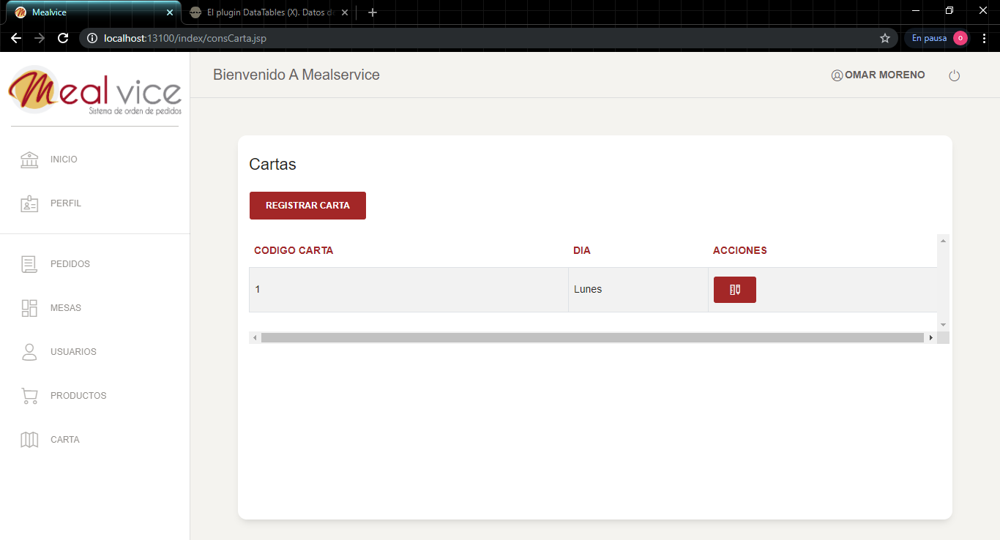 Mealvice
El plugin DataTables (X). Datos de
localhost:13100/index/consCarta.jsp
En pausa
o
Mealvice
Sistema de orden de pedidos
Bienvenido A Mealservice
OMAR MORENO
INICIO
PERFIL
PEDIDOS
MESAS
USUARIOS
PRODUCTOS
CARTA
Cartas
REGISTRAR CARTA
CODIGO CARTA DIA ACCIONES
1 Lunes